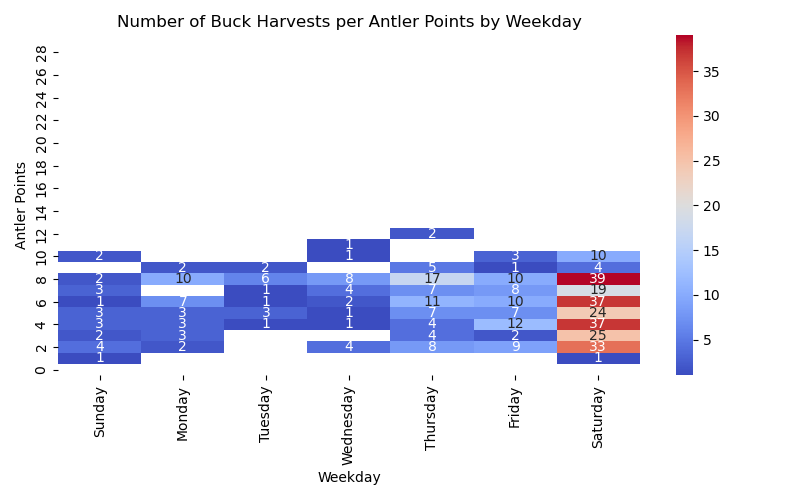 Number of Buck Harvests per Antler Points by Weekday
Antler Points
28
26
24
22
20
18
16
14
12
10
8
6
4
2
0
2
1
2 1 3 10
2 2 5 1 4
2 10 6 8 17 10 39
3 1 4 7 8 19
1 7 1 2 11 10 37
3 3 3 1 7 7 24
3 3 1 1 4 12 37
2 3 4 2 25
4 2 4 8 9 33
1 1
Sunday
Monday
Tuesday
Wednesday
Thursday
Friday
Saturday
Weekday
35
30
25
20
15
10
5